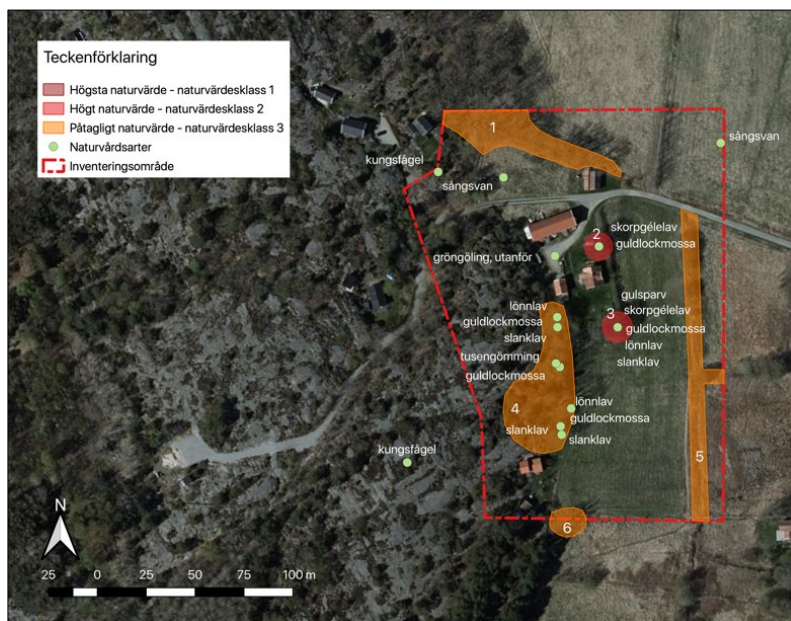 Teckenförklaring
Högsta naturvärde - naturvärdesklass 1
Högt naturvärde - naturvärdesklass 2
Påtagligt naturvärde - naturvärdesklass 3
Naturvårdsarter
Inventeringsområde
1
sångsvan
kungsfågel
sångsvan
2
skorpgélelav
guldlockmossa
gröngöling, utanför
gulsparv
skorpgélelav
3
guldlockmossa
lönnlav
slanklav
lönnlav
guldlockmossa
slanklav
tusengömming
guldlockmossa
4
lönnlav
guldlockmossa
slanklav
slanklav
kungsfågel
5
6
N
25 0 25 50 75 100 m